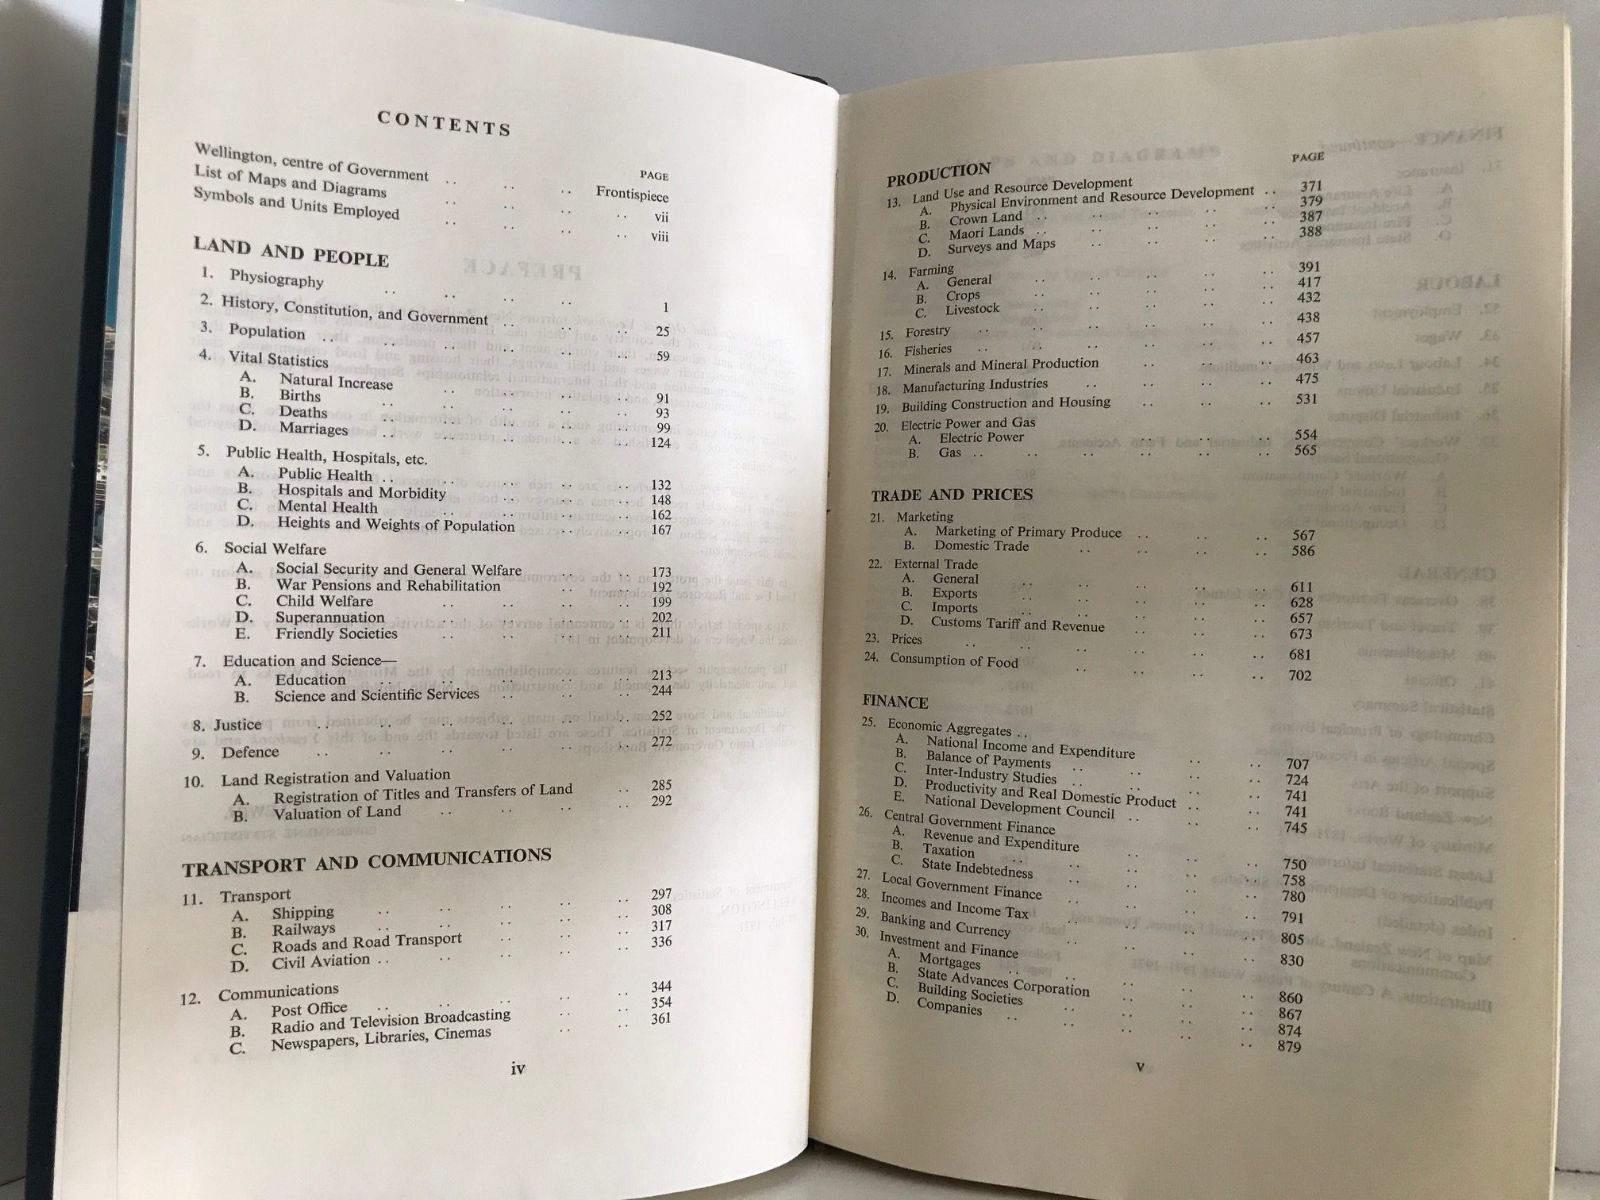 CONTENTS
PAGE
Wellington, centre of Government .. .. .. Frontispiece
List of Maps and Diagrams .. .. .. .. vii
Symbols and Units Employed .. .. .. .. viii
LAND AND PEOPLE
1. Physiography .. .. .. .. 1
2. History, Constitution, and Government .. .. 25
3. Population .. .. .. .. .. 59
4. Vital Statistics
A. Natural Increase .. .. .. .. 91
B. Births .. .. .. .. 93
C. Deaths .. .. .. .. 99
D. Marriages .. .. .. .. 124
5. Public Health, Hospitals, etc.
A. Public Health .. .. .. .. 132
B. Hospitals and Morbidity .. .. .. 148
C. Mental Health .. .. .. .. 162
D. Heights and Weights of Population .. .. 167
6. Social Welfare
A. Social Security and General Welfare .. .. 173
B. War Pensions and Rehabilitation .. .. 192
C. Child Welfare .. .. .. .. 199
D. Superannuation .. .. .. .. 202
E. Friendly Societies .. .. .. .. 211
7. Education and Science—
A. Education .. .. .. .. 213
B. Science and Scientific Services .. .. .. 244
8. Justice .. .. .. .. .. .. 252
9. Defence .. .. .. .. .. .. 272
10. Land Registration and Valuation
A. Registration of Titles and Transfers of Land .. 285
B. Valuation of Land .. .. .. .. 292
TRANSPORT AND COMMUNICATIONS
11. Transport
A. Shipping .. .. .. .. .. 297
B. Railways .. .. .. .. .. 308
C. Roads and Road Transport .. .. .. 317
D. Civil Aviation .. .. .. .. .. 336
12. Communications
A. Post Office .. .. .. .. .. 344
B. Radio and Television Broadcasting .. .. 354
C. Newspapers, Libraries, Cinemas .. .. 361
iv
PAGE
PRODUCTION
13. Land Use and Resource Development
A. Physical Environment and Resource Development .. 371
B. Crown Land .. .. .. .. .. 379
C. Maori Lands .. .. .. .. .. 387
D. Surveys and Maps .. .. .. .. 388
14. Farming
A. General .. .. .. .. .. 391
B. Crops .. .. .. .. .. 417
C. Livestock .. .. .. .. .. 432
15. Forestry .. .. .. .. .. 438
16. Fisheries .. .. .. .. .. 457
17. Minerals and Mineral Production .. .. .. 463
18. Manufacturing Industries .. .. .. .. 475
19. Building Construction and Housing .. .. .. 531
20. Electric Power and Gas
A. Electric Power .. .. .. .. 554
B. Gas .. .. .. .. .. .. 565
TRADE AND PRICES
21. Marketing
A. Marketing of Primary Produce .. .. .. 567
B. Domestic Trade .. .. .. .. 586
22. External Trade
A. General .. .. .. .. 611
B. Exports .. .. .. .. 628
C. Imports .. .. .. .. 657
D. Customs Tariff and Revenue .. .. .. 673
23. Prices .. .. .. .. .. 681
24. Consumption of Food .. .. .. .. 702
FINANCE
25. Economic Aggregates ..
A. National Income and Expenditure .. .. 707
B. Balance of Payments .. .. .. .. 724
C. Inter-Industry Studies .. .. .. .. 741
D. Productivity and Real Domestic Product .. .. 741
E. National Development Council .. .. .. 745
26. Central Government Finance
A. Revenue and Expenditure .. .. .. 750
B. Taxation .. .. .. .. 758
C. State Indebtedness .. .. .. .. 780
27. Local Government Finance .. .. .. 791
28. Incomes and Income Tax .. .. .. .. 805
29. Banking and Currency .. .. .. .. 830
30. Investment and Finance
A. Mortgages .. .. .. .. .. 860
B. State Advances Corporation .. .. .. 867
C. Building Societies .. .. .. .. 874
D. Companies .. .. .. .. .. 879
v